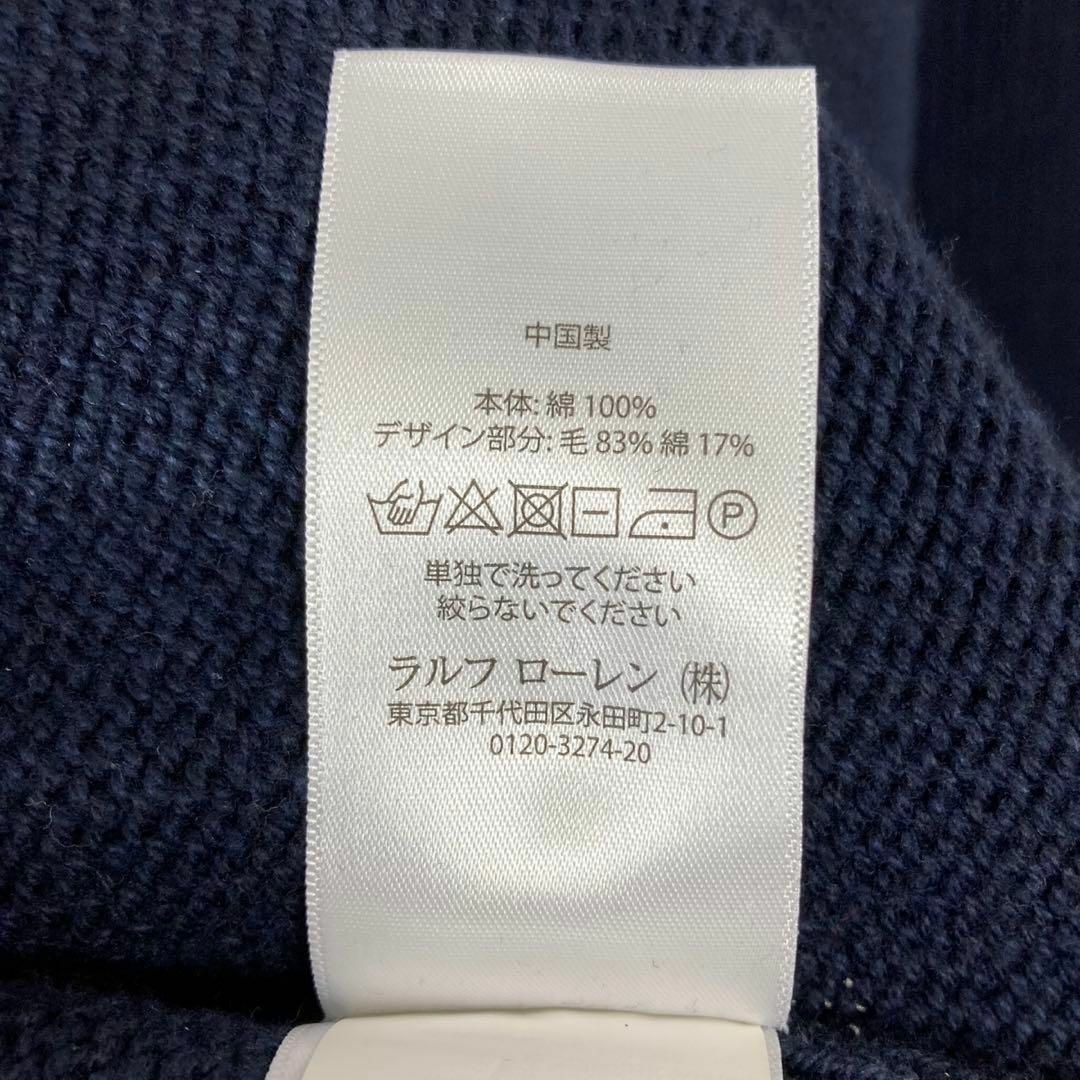 中国製
本体: 綿 100%
デザイン部分: 毛 83% 綿 17%
P
単独で洗ってください
絞らないでください
ラルフ ローレン (株)
東京都千代田区永田町2-10-1
0120-3274-20